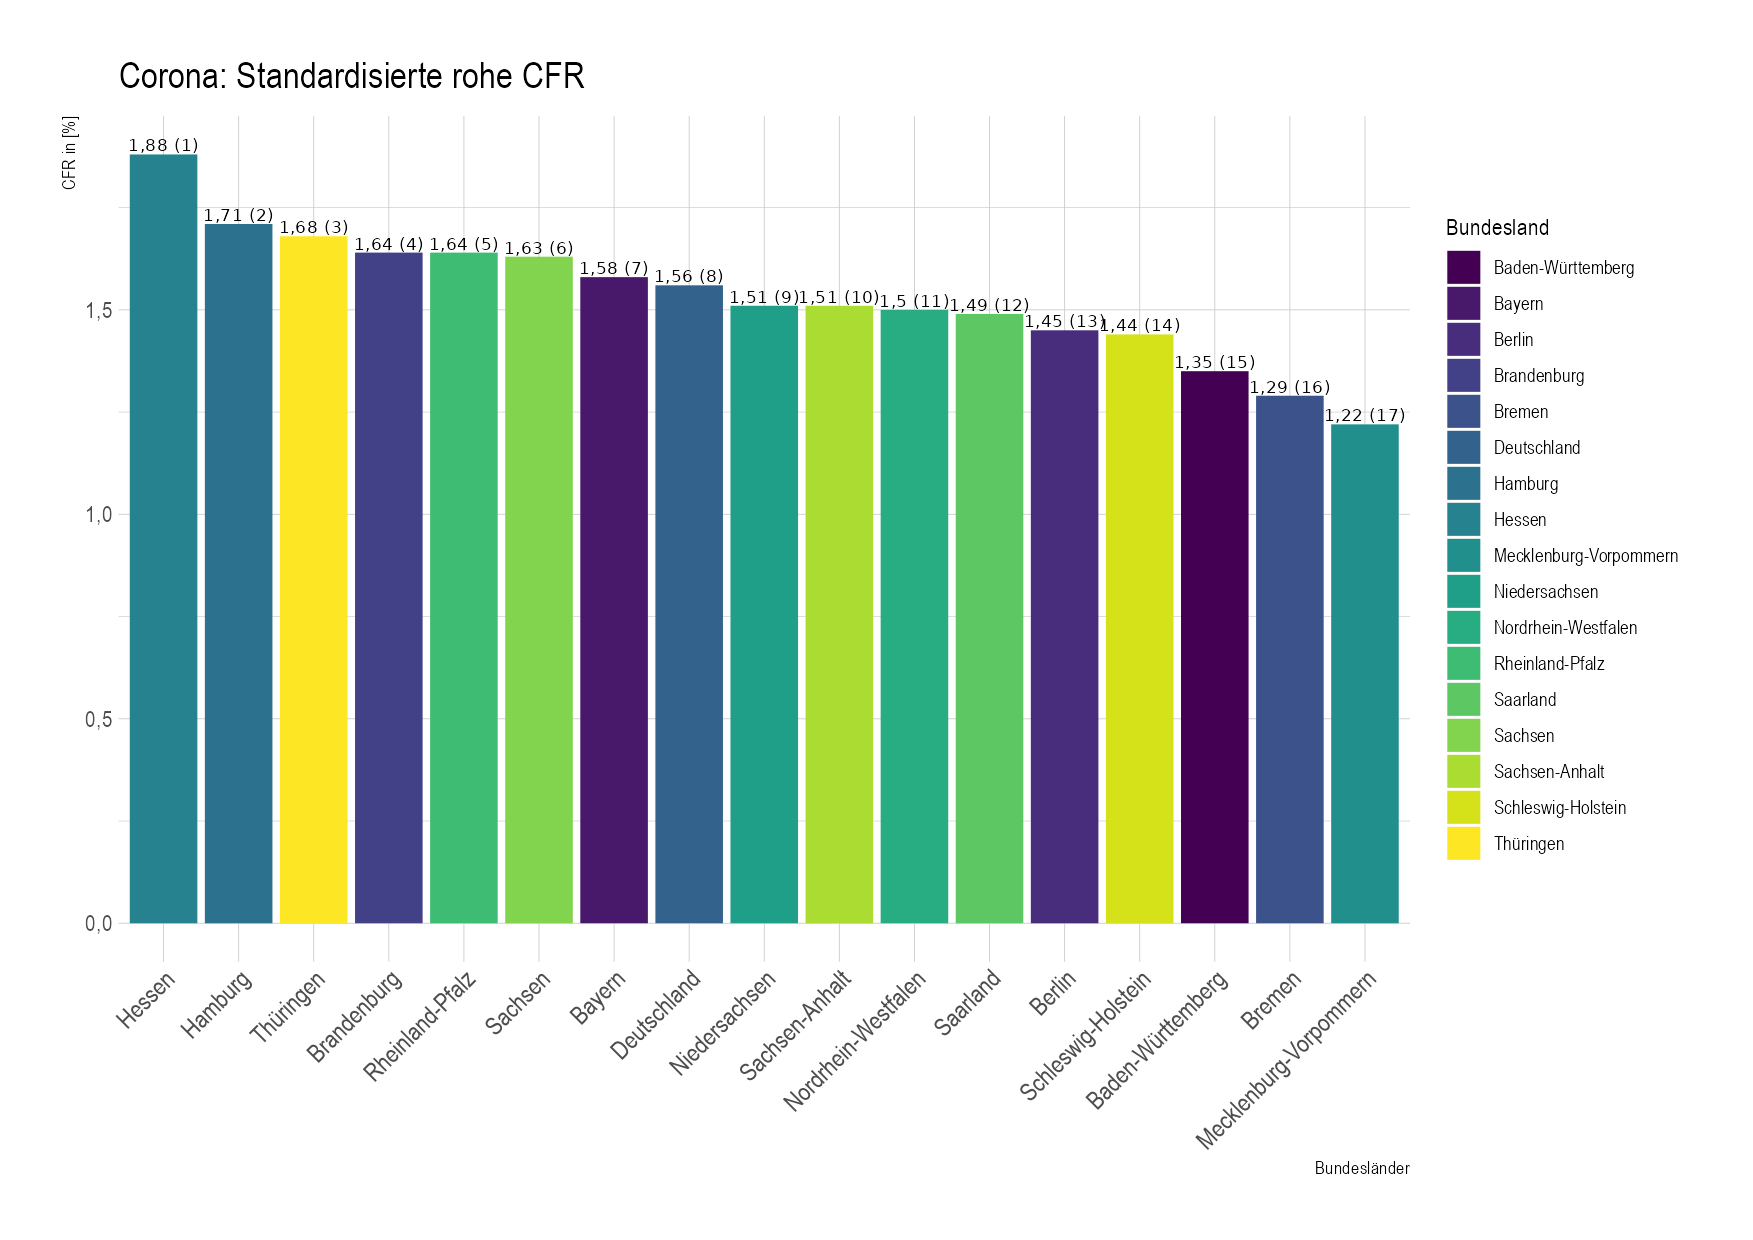 Corona: Standardisierte rohe CFR
CFR in [%]
1,88 (1)
1,71 (2)
1,68 (3)
1,64 (4)
1,64 (5)
1,63 (6)
1,58 (7)
1,56 (8)
1,51 (9)
1,51 (10)
1,5 (11)
1,49 (12)
1,45 (13)
1,44 (14)
1,35 (15)
1,29 (16)
1,22 (17)
1,5
1,0
0,5
0,0
Hessen
Hamburg
Thüringen
Brandenburg
Rheinland-Pfalz
Sachsen
Bayern
Deutschland
Niedersachsen
Sachsen-Anhalt
Nordrhein-Westfalen
Saarland
Berlin
Schleswig-Holstein
Baden-Württemberg
Bremen
Mecklenburg-Vorpommern
Bundesländer
Bundesland
Baden-Württemberg
Bayern
Berlin
Brandenburg
Bremen
Deutschland
Hamburg
Hessen
Mecklenburg-Vorpommern
Niedersachsen
Nordrhein-Westfalen
Rheinland-Pfalz
Saarland
Sachsen
Sachsen-Anhalt
Schleswig-Holstein
Thüringen